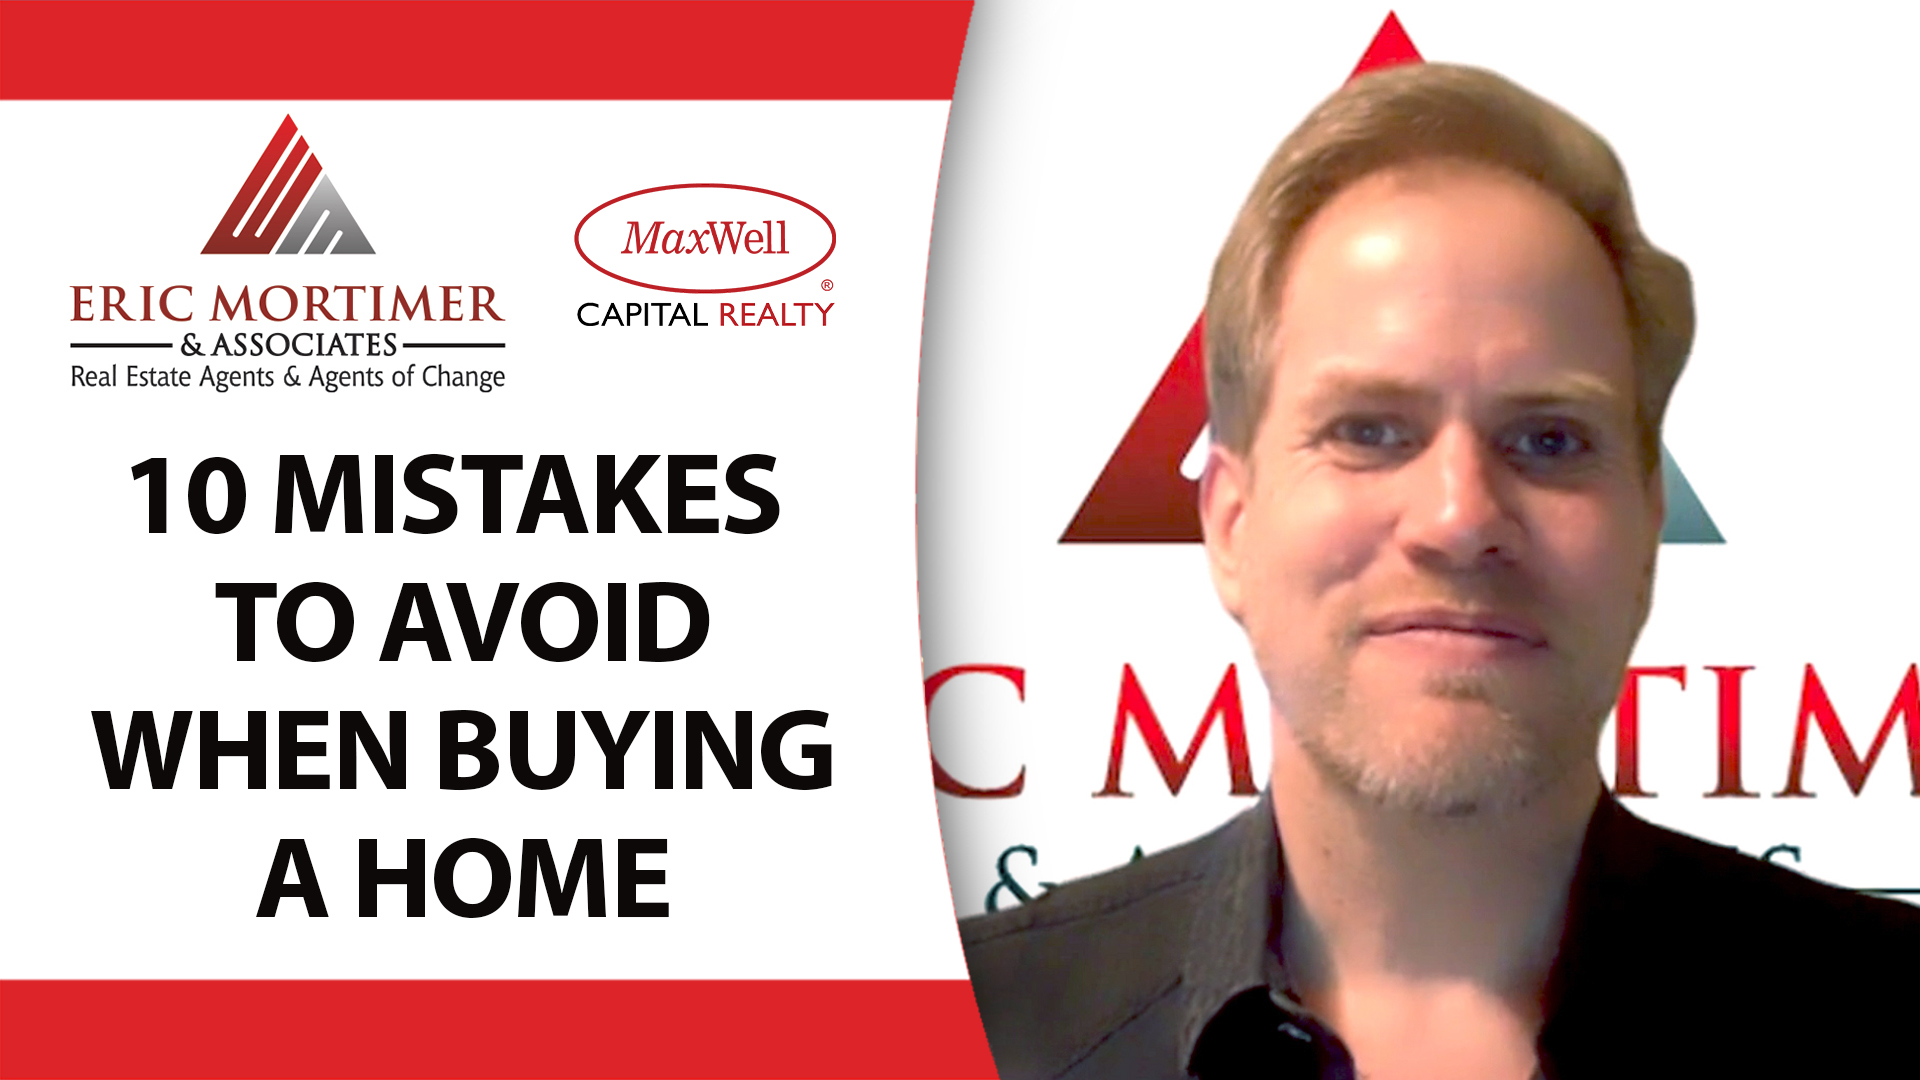 ERIC MORTIMER
& ASSOCIATES
Real Estate Agents & Agents of Change
MaxWell
®
CAPITAL REALTY
10 MISTAKES
TO AVOID
WHEN BUYING
A HOME
C M TIM
&